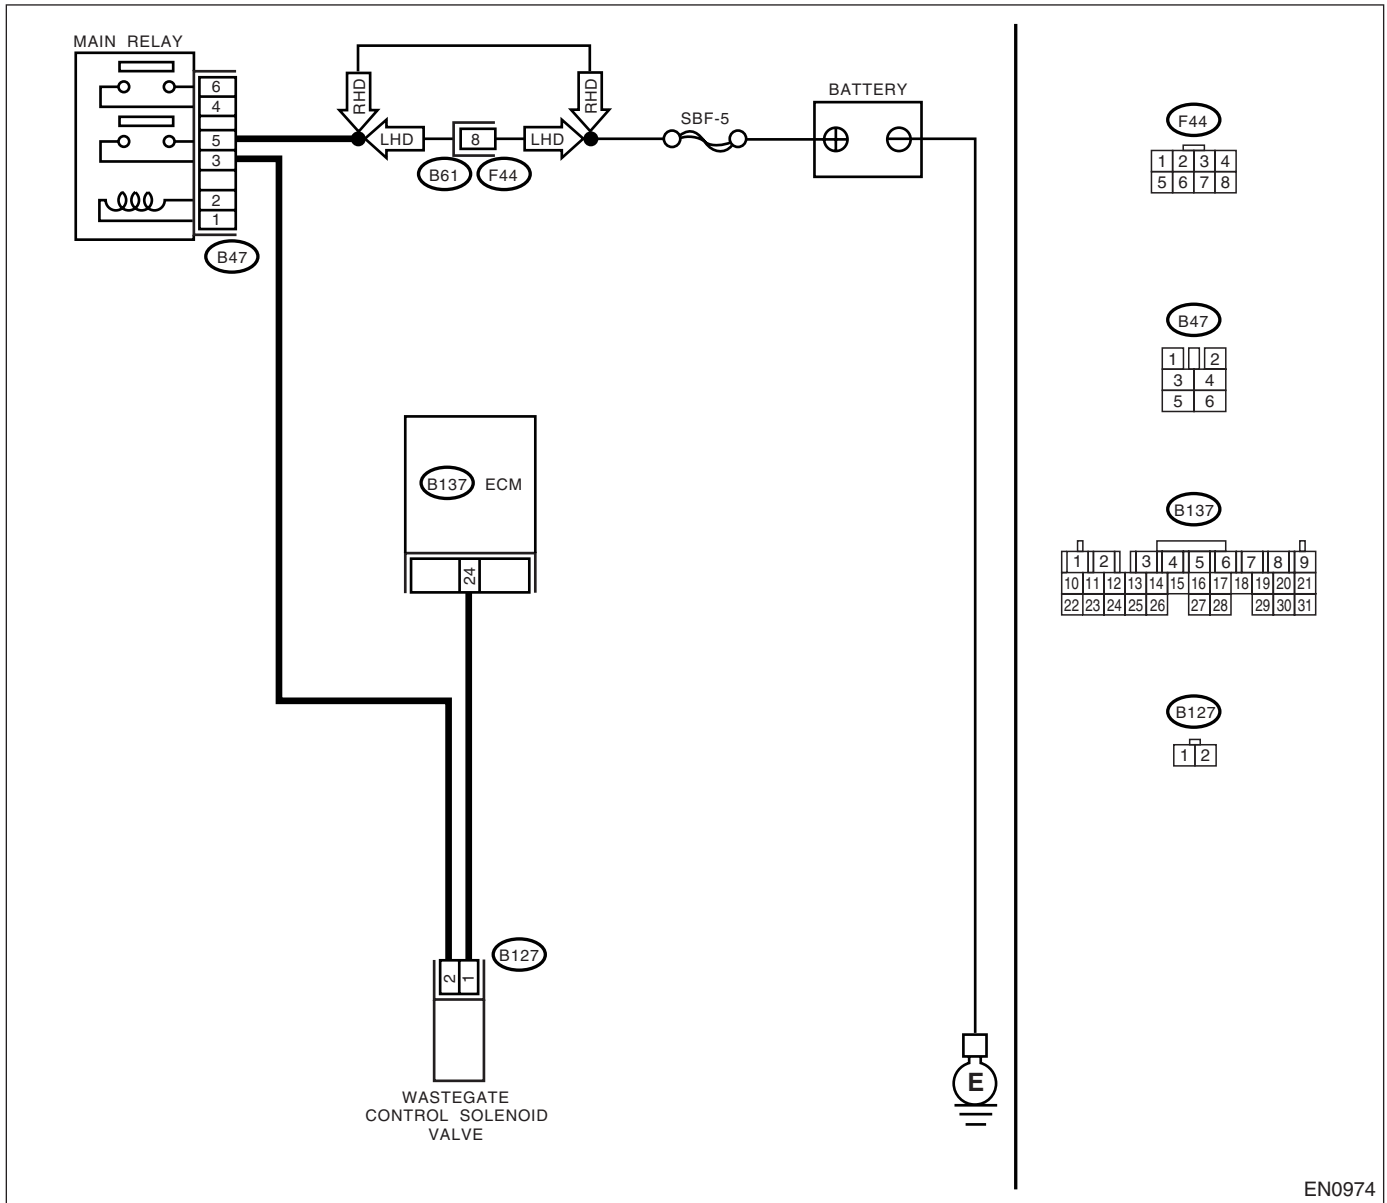 MAIN RELAY
6
4
5
3
2
1
B47
RHD
LHD
8
LHD
RHD
B61
F44
SBF-5
BATTERY
B137 ECM
24
2 1
B127
WASTEGATE
CONTROL SOLENOID
VALVE
E
F44
1 2 3 4
5 6 7 8
B47
1 2
3 4
5 6
B137
1 2 3 4 5 6 7 8 9
10 11 12 13 14 15 16 17 18 19 20 21
22 23 24 25 26 27 28 29 30 31
B127
1 2
EN0974